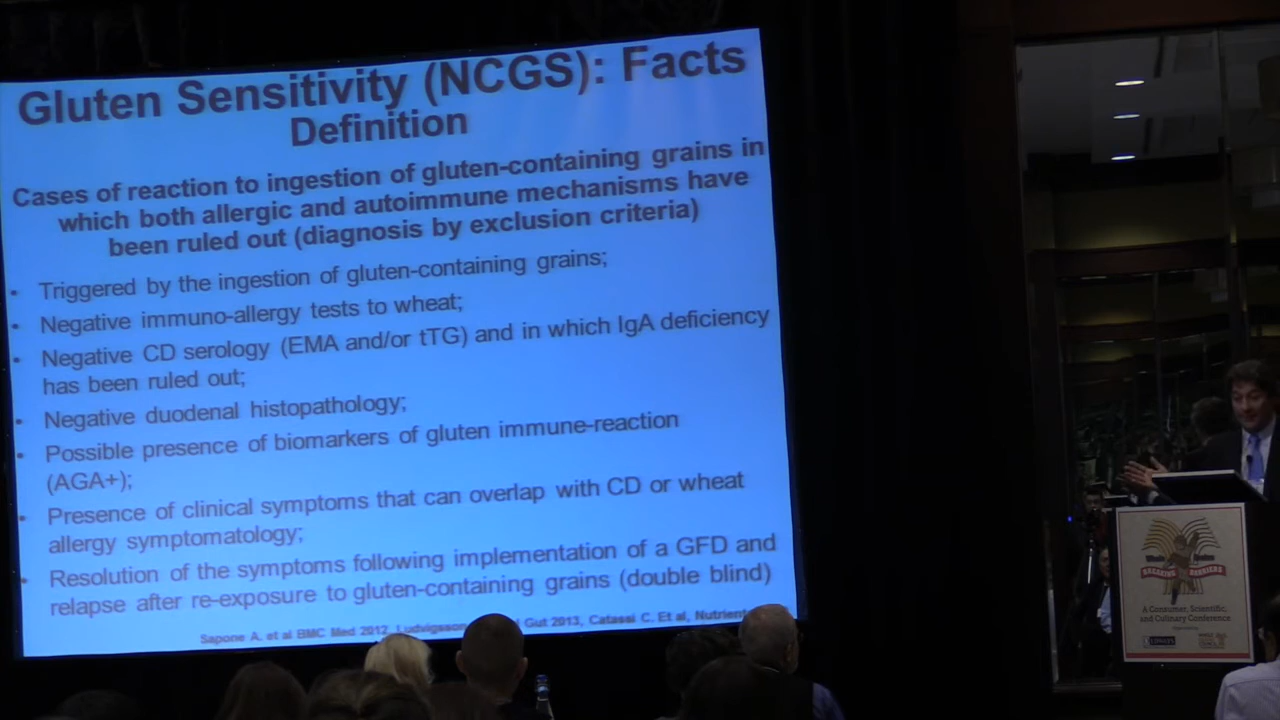 Gluten Sensitivity (NCGS): Facts
Definition
Cases of reaction to ingestion of gluten-containing grains in
which both allergic and autoimmune mechanisms have
been ruled out (diagnosis by exclusion criteria)
• Triggered by the ingestion of gluten-containing grains;
• Negative immuno-allergy tests to wheat;
• Negative CD serology (EMA and/or tTG) and in which IgA deficiency
has been ruled out;
• Negative duodenal histopathology;
• Possible presence of biomarkers of gluten immune-reaction
(AGA+);
• Presence of clinical symptoms that can overlap with CD or wheat
allergy symptomatology;
• Resolution of the symptoms following implementation of a GFD and
relapse after re-exposure to gluten-containing grains (double blind)
Sapone A. et al BMC Med 2012, Ludvigsson Gut 2013, Catassi C. Et al,
Whole Grains
BREAKING BARRIERS
A Consumer, Scientific,
and Culinary Conference
OLDWAYS